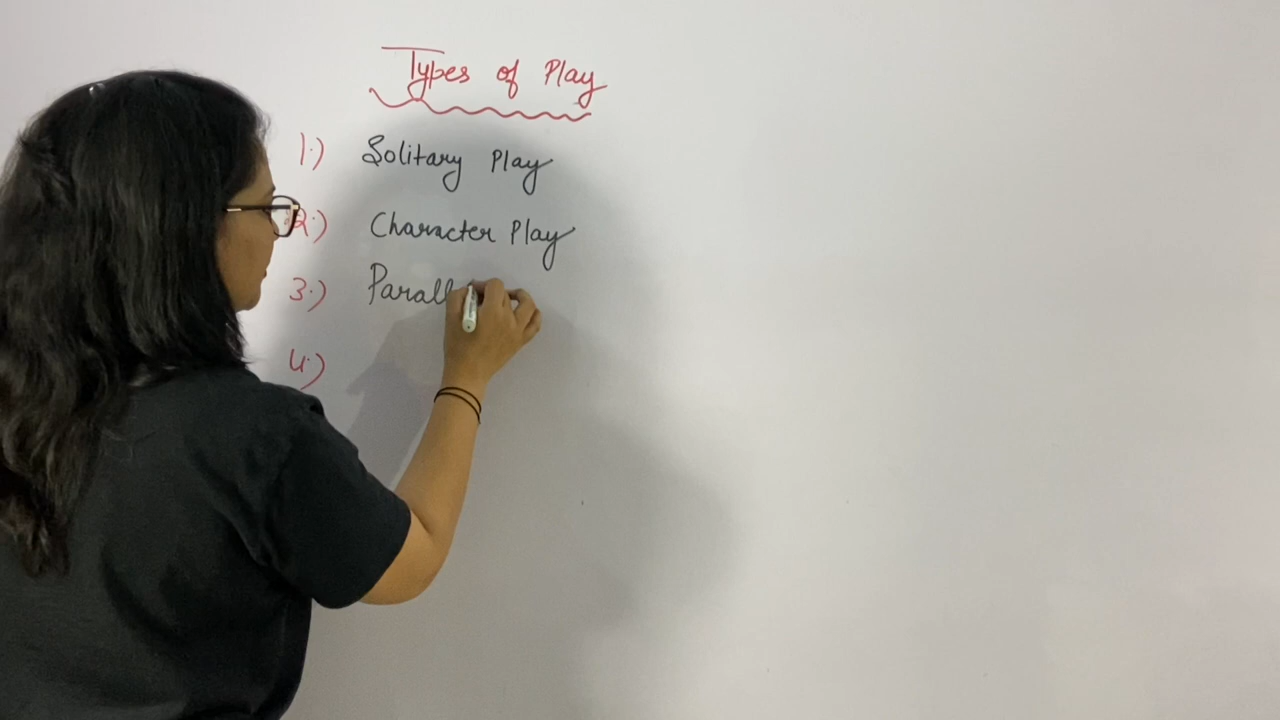 Types of Play
1.) Solitary Play
2.) Character Play
3.) Parall
4.)